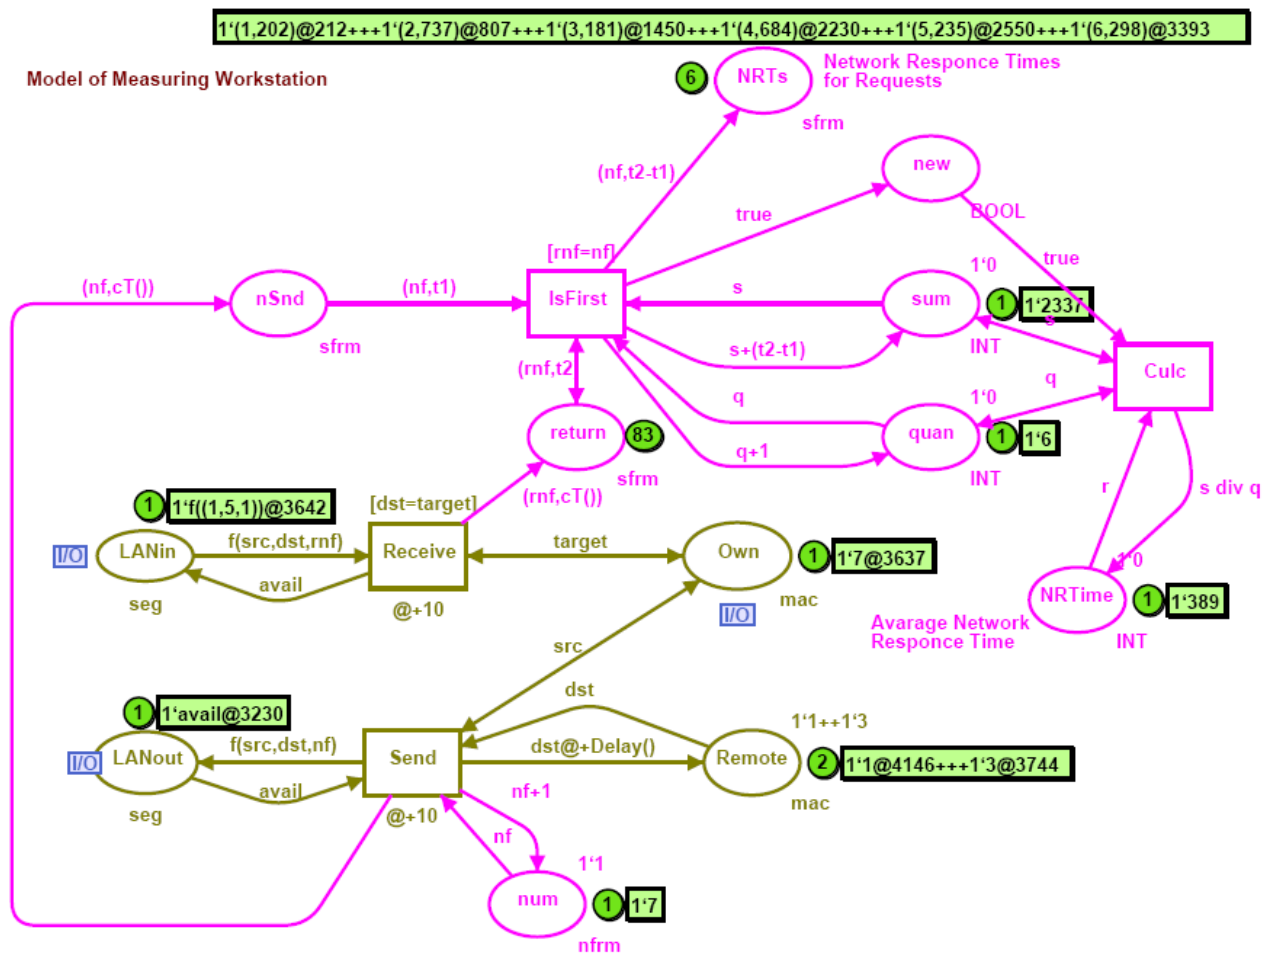 1‘(1,202)@212+++1‘(2,737)@807+++1‘(3,181)@1450+++1‘(4,684)@2230+++1‘(5,235)@2550+++1‘(6,298)@3393
Model of Measuring Workstation
6
NRTs
Network Responce Times
for Requests
sfrm
(nf,t2-t1)
new
BOOL
true
true
[rnf=nf]
(nf,cT())
nSnd
sfrm
(nf,t1)
IsFirst
s
sum
1‘0
1
1‘2337
INT
s
s+(t2-t1)
Culc
(rnf,t2
q
q
1‘0
return
83
sfrm
quan
1
1‘6
INT
q+1
(rnf,cT())
r
s div q
1
1‘f((1,5,1))@3642
[dst=target]
I/O
LANin
seg
f(src,dst,rnf)
avail
Receive
@+10
target
Own
1
1‘7@3637
mac
I/O
1‘0
NRTime
1
1‘389
INT
Avarage Network
Responce Time
src
dst
1
1‘avail@3230
I/O
LANout
seg
f(src,dst,nf)
avail
Send
@+10
dst@+Delay()
Remote
1‘1++1‘3
2
1‘1@4146+++1‘3@3744
mac
nf+1
nf
1‘1
num
1
1‘7
nfrm